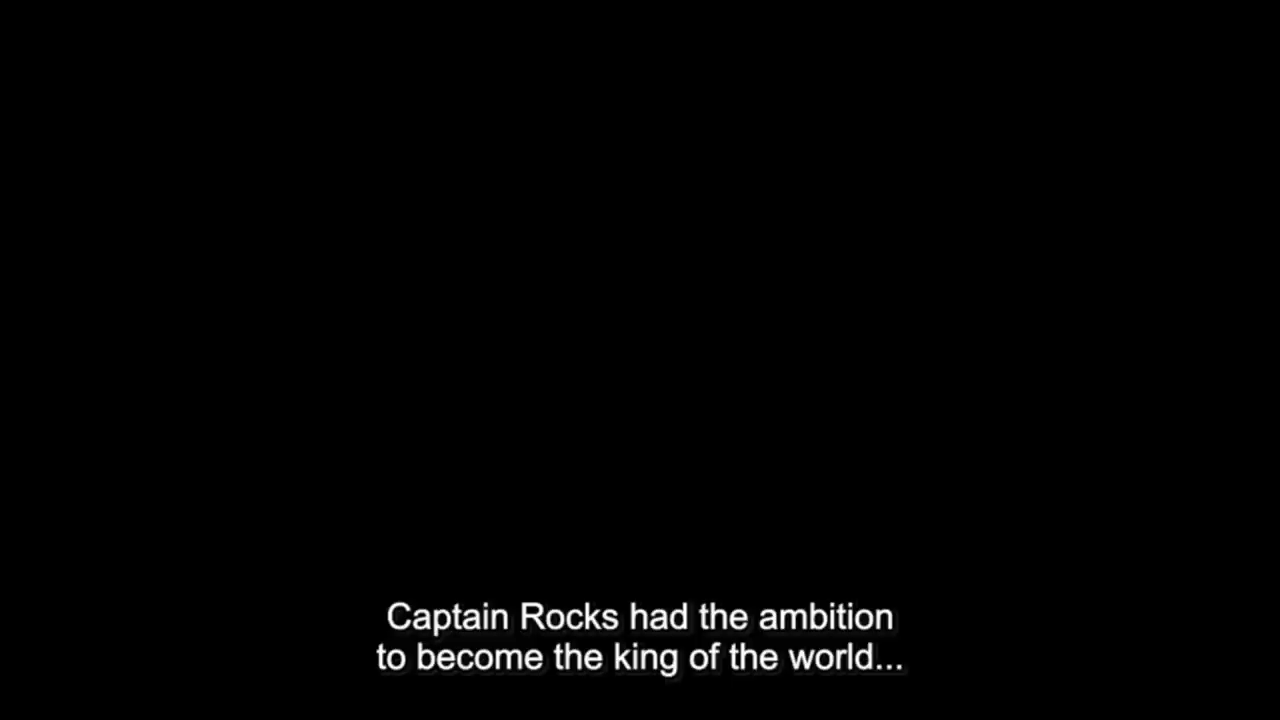 Captain Rocks had the ambition
to become the king of the world...